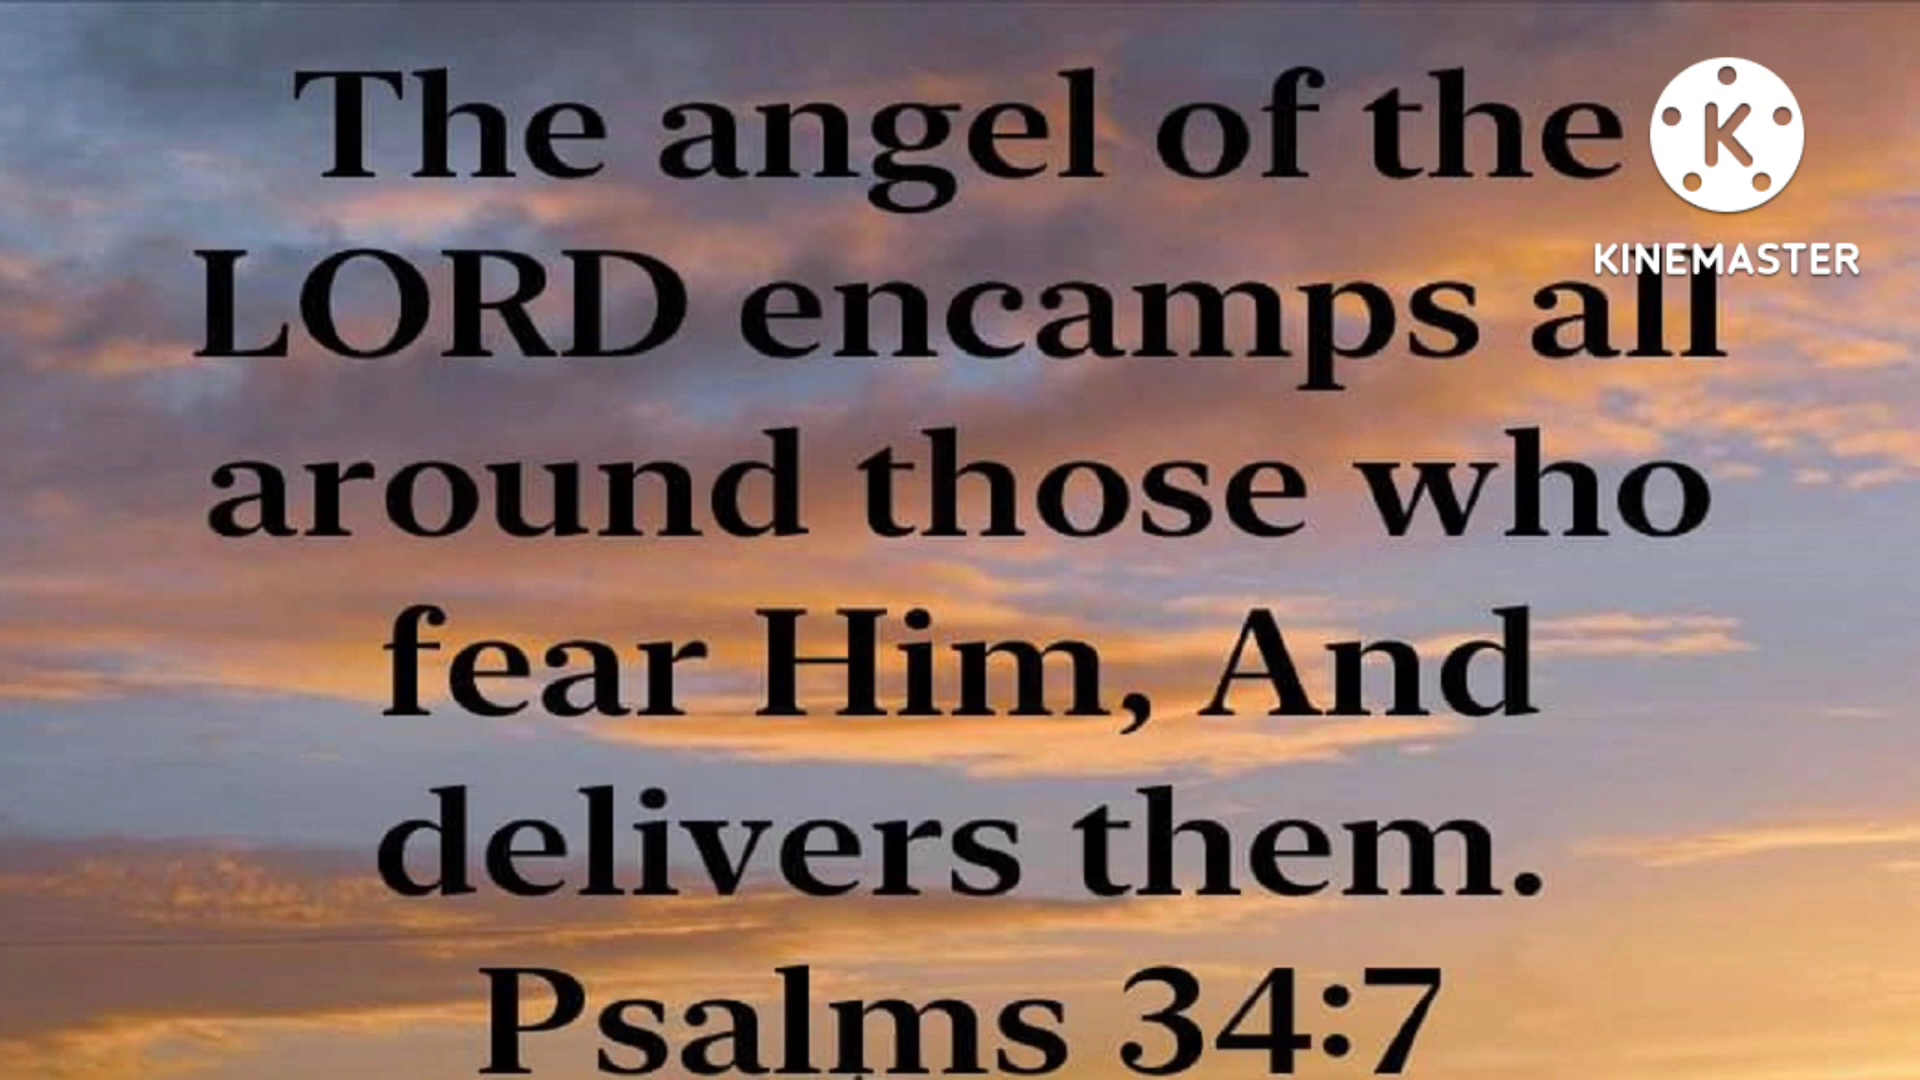 The angel of the
K
KINEMASTER
LORD encamps all
around those who
fear Him, And
delivers them.
Psalms 34:7